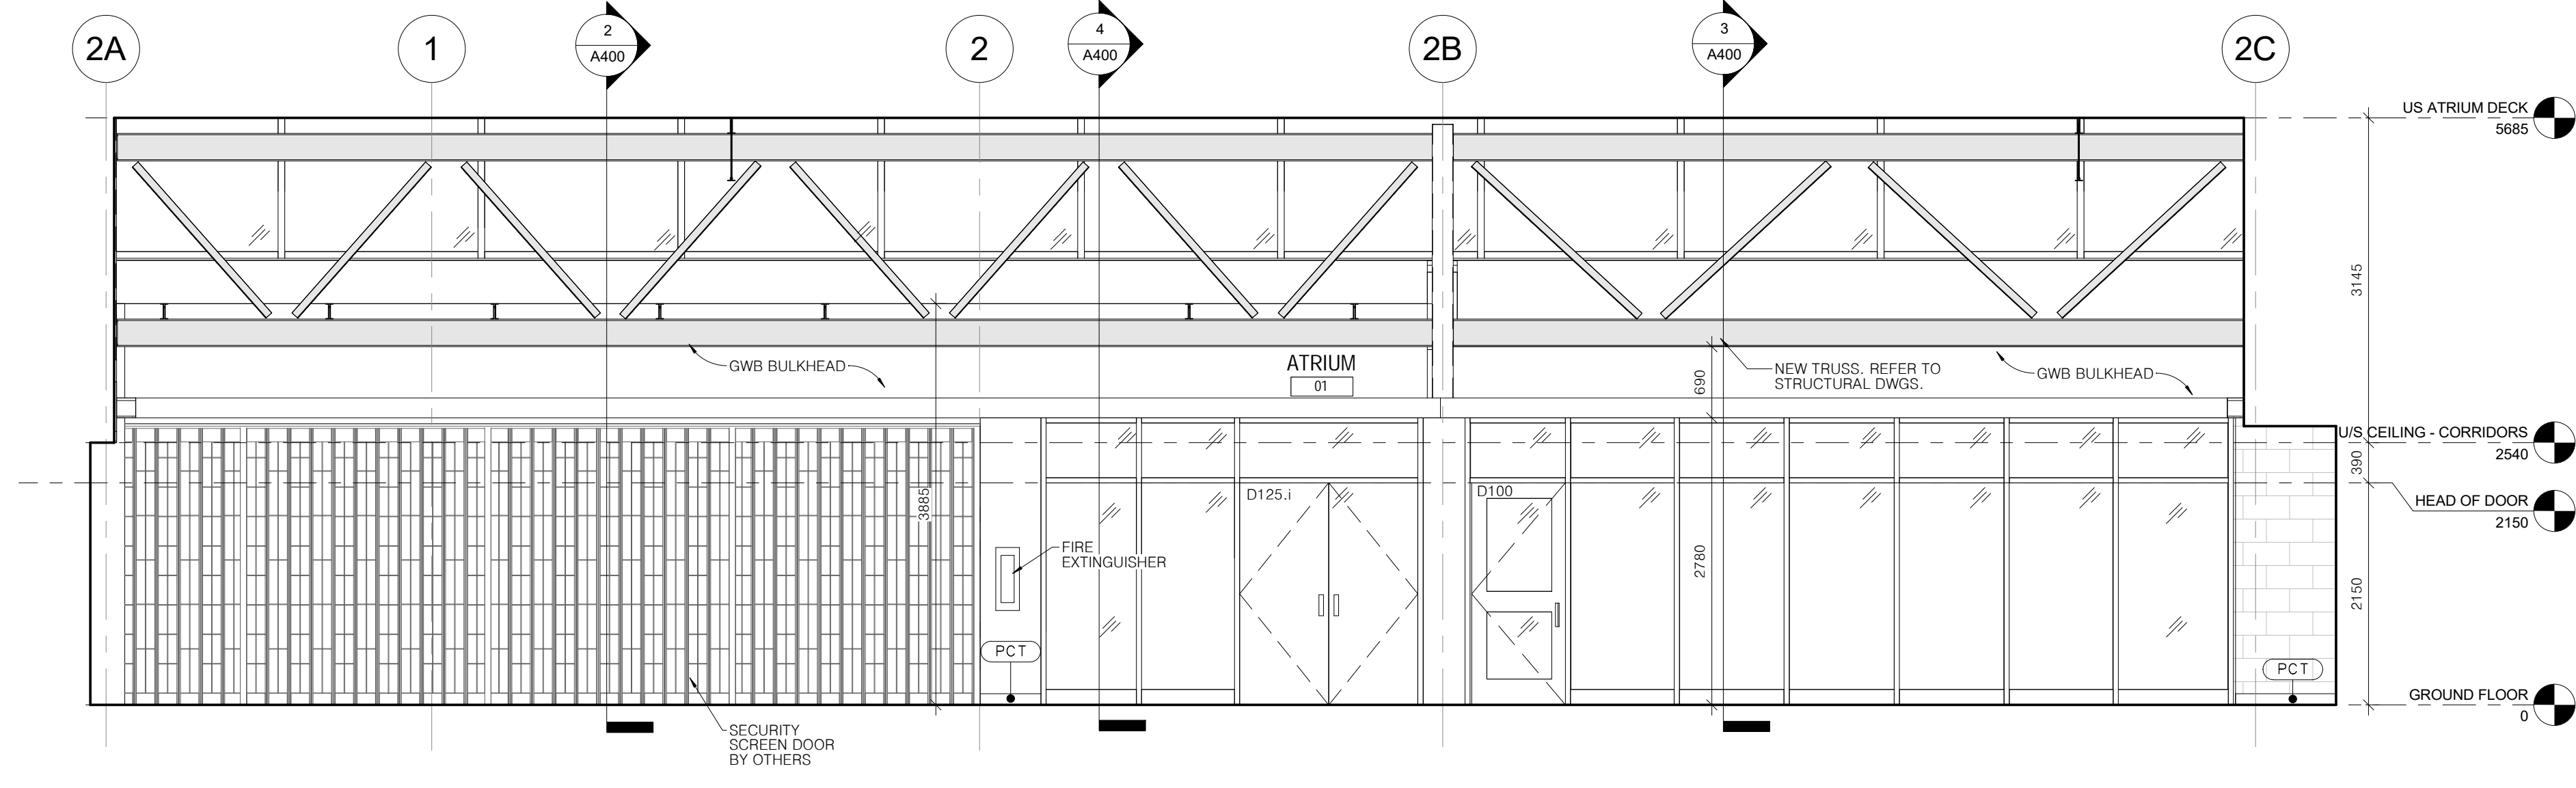 2A
1
2
A400
2
4
A400
2B
3
A400
2C
US ATRIUM DECK
5685
3145
GWB BULKHEAD
ATRIUM
01
690
NEW TRUSS. REFER TO
STRUCTURAL DWGS.
GWB BULKHEAD
U/S CEILING - CORRIDORS
2540
390
HEAD OF DOOR
2150
3885
D125.i
D100
FIRE
EXTINGUISHER
2780
2150
PCT
PCT
GROUND FLOOR
0
SECURITY
SCREEN DOOR
BY OTHERS